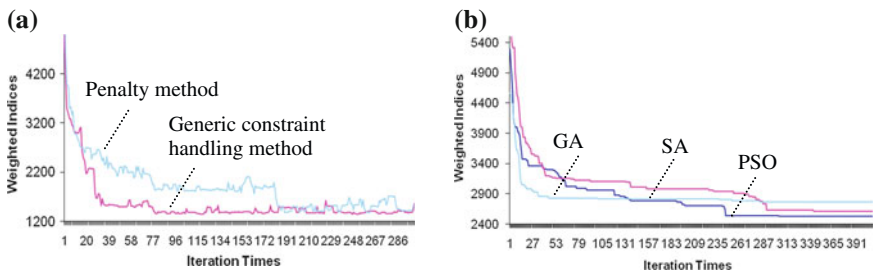 (a)
Weighted Indices
4200
3200
2200
1200
Penalty method
Generic constraint
handling method
1 20 39 58 77 96 115 134 153 172 191 210 229 248 267 286
Iteration Times
(b)
Weighted Indices
5400
4900
4400
3900
3400
2900
2400
GA
SA
PSO
1 27 53 79 105 131 157 183 209 235 261 287 313 339 365 391
Iteration Times